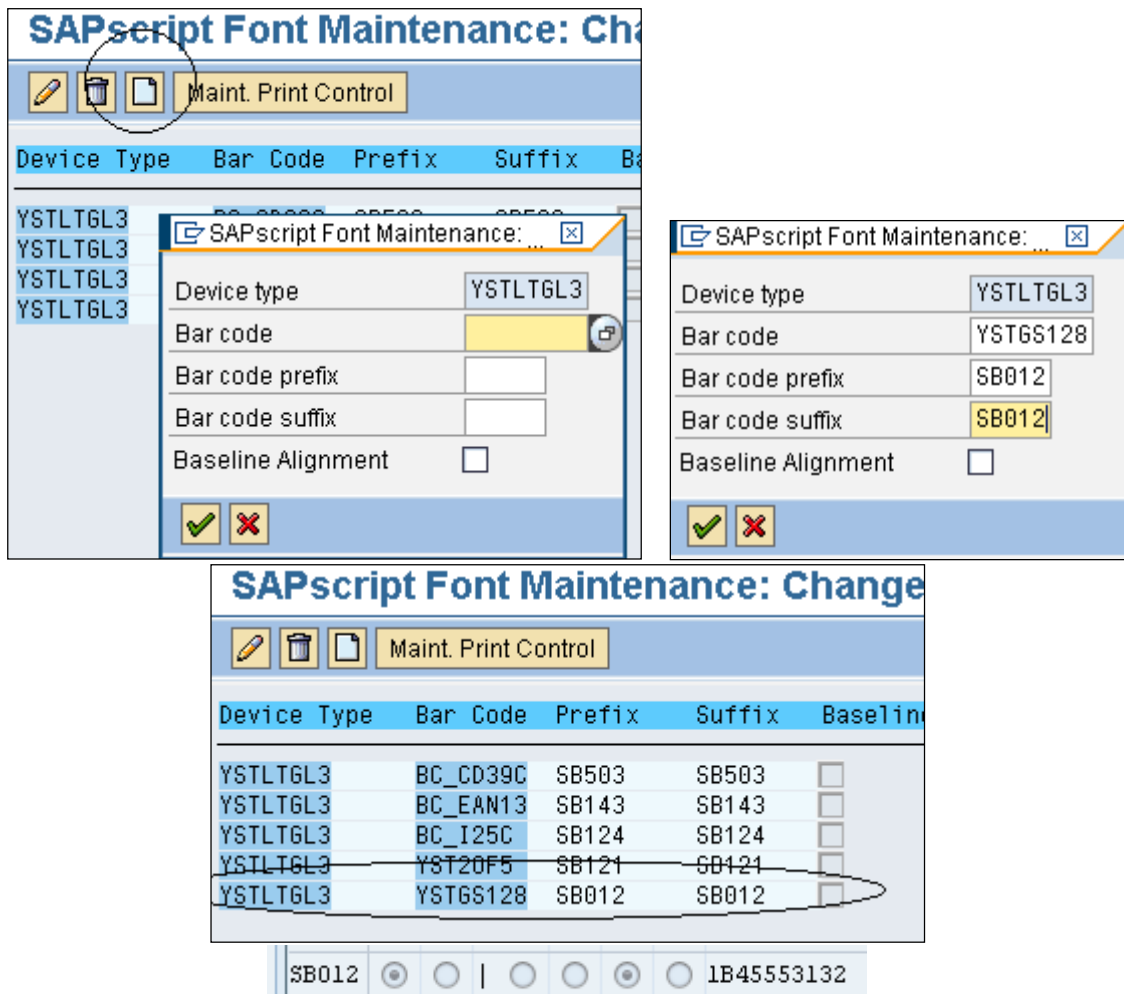 SAPscript Font Maintenance: Cha
Maint. Print Control
Device Type Bar Code Prefix Suffix Ba
YSTLTGL3
YSTLTGL3
YSTLTGL3
YSTLTGL3
SAPscript Font Maintenance: ...
Device type YSTLTGL3
Bar code
Bar code prefix
Bar code suffix
Baseline Alignment
SAPscript Font Maintenance: ...
Device type YSTLTGL3
Bar code YSTGS128
Bar code prefix SB012
Bar code suffix SB012
Baseline Alignment
SAPscript Font Maintenance: Change
Maint. Print Control
Device Type Bar Code Prefix Suffix Baselin
YSTLTGL3 BC_CD39C SB503 SB503
YSTLTGL3 BC_EAN13 SB143 SB143
YSTLTGL3 BC_I25C SB124 SB124
YSTLTGL3 YST2OF5 SB121 SB121
YSTLTGL3 YSTGS128 SB012 SB012
SB012 | 1B45553132